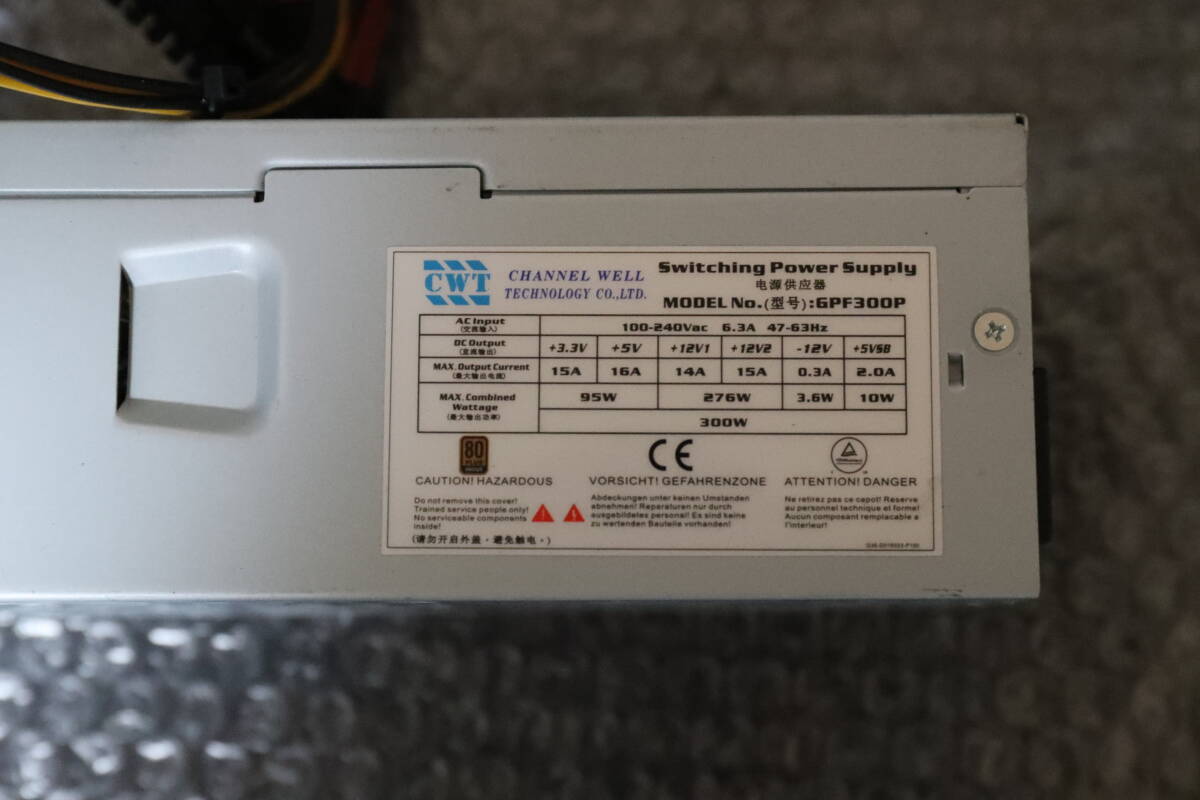 CWT
CHANNEL WELL
TECHNOLOGY CO.,LTD.
Switching Power Supply
电源供应器
MODEL No.(型号):GPF300P
AC Input
(交流输入)
100-240Vac 6.3A 47-63Hz
DC Output
(直流输出)
+3.3V +5V +12V1 +12V2 -12V +5VSB
MAX.Output Current
(最大输出电流)
15A 16A 14A 15A 0.3A 2.0A
MAX.Combined
Wattage
(最大输出功率)
95W 276W 3.6W 10W
300W
80
PLUS
CE
CAUTION! HAZARDOUS
Do not remove this cover!
Trained service people only!
No serviceable components
inside!
(请勿开启外盖，避免触电。)
VORSICHT! GEFAHRENZONE
Abdeckungen unter keinen Umstanden
abnehmen! Reparaturen nur durch
ausgebildetes personal! Es sind keine
zu wertenden Bauteile vorhanden!
ATTENTION! DANGER
Ne retirez pas ce capot! Reserve
au personnel technique et forme!
Aucun composant remplacable a
l'interieur!